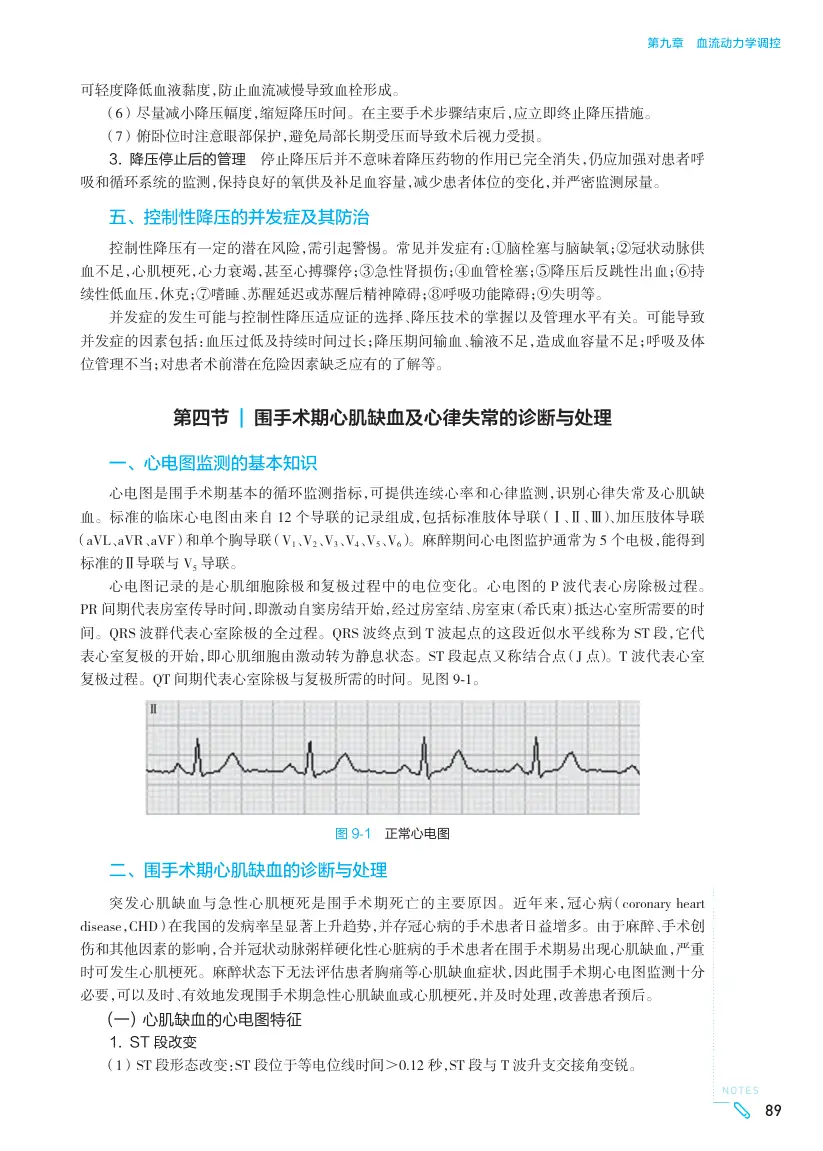 第九章 血流动力学调控
可轻度降低血液黏度,防止血流减慢导致血栓形成。
（6）尽量减小降压幅度,缩短降压时间。在主要手术步骤结束后,应立即终止降压措施。
（7）俯卧位时注意眼部保护,避免局部长期受压而导致术后视力受损。
3. 降压停止后的管理 停止降压后并不意味着降压药物的作用已完全消失,仍应加强对患者呼
吸和循环系统的监测,保持良好的氧供及补足血容量,减少患者体位的变化,并严密监测尿量。
五、控制性降压的并发症及其防治
控制性降压有一定的潜在风险,需引起警惕。常见并发症有:①脑栓塞与脑缺氧;②冠状动脉供
血不足,心肌梗死,心力衰竭,甚至心搏骤停;③急性肾损伤;④血管栓塞;⑤降压后反跳性出血;⑥持
续性低血压,休克;⑦嗜睡、苏醒延迟或苏醒后精神障碍;⑧呼吸功能障碍;⑨失明等。
并发症的发生可能与控制性降压适应证的选择、降压技术的掌握以及管理水平有关。可能导致
并发症的因素包括:血压过低及持续时间过长;降压期间输血、输液不足,造成血容量不足;呼吸及体
位管理不当;对患者术前潜在危险因素缺乏应有的了解等。
第四节 | 围手术期心肌缺血及心律失常的诊断与处理
一、心电图监测的基本知识
心电图是围手术期基本的循环监测指标,可提供连续心率和心律监测,识别心律失常及心肌缺
血。标准的临床心电图由来自 12 个导联的记录组成,包括标准肢体导联（Ⅰ、Ⅱ、Ⅲ）、加压肢体导联
（aVL、aVR、aVF）和单个胸导联（V₁、V₂、V₃、V₄、V₅、V₆）。麻醉期间心电图监护通常为 5 个电极,能得到
标准的Ⅱ导联与 V₅ 导联。
心电图记录的是心肌细胞除极和复极过程中的电位变化。心电图的 P 波代表心房除极过程。
PR 间期代表房室传导时间,即激动自窦房结开始,经过房室结、房室束（希氏束）抵达心室所需要的时
间。QRS 波群代表心室除极的全过程。QRS 波终点到 T 波起点的这段近似水平线称为 ST 段,它代
表心室复极的开始,即心肌细胞由激动转为静息状态。ST 段起点又称结合点（J 点）。T 波代表心室
复极过程。QT 间期代表心室除极与复极所需的时间。见图 9-1。
Ⅱ
图 9-1 正常心电图
二、围手术期心肌缺血的诊断与处理
突发心肌缺血与急性心肌梗死是围手术期死亡的主要原因。近年来,冠心病（coronary heart
disease,CHD）在我国的发病率呈显著上升趋势,并存冠心病的手术患者日益增多。由于麻醉、手术创
伤和其他因素的影响,合并冠状动脉粥样硬化性心脏病的手术患者在围手术期易出现心肌缺血,严重
时可发生心肌梗死。麻醉状态下无法评估患者胸痛等心肌缺血症状,因此围手术期心电图监测十分
必要,可以及时、有效地发现围手术期急性心肌缺血或心肌梗死,并及时处理,改善患者预后。
（一）心肌缺血的心电图特征
1. ST 段改变
（1）ST 段形态改变:ST 段位于等电位线时间＞0.12 秒,ST 段与 T 波升支交接角变锐。
NOTES
89